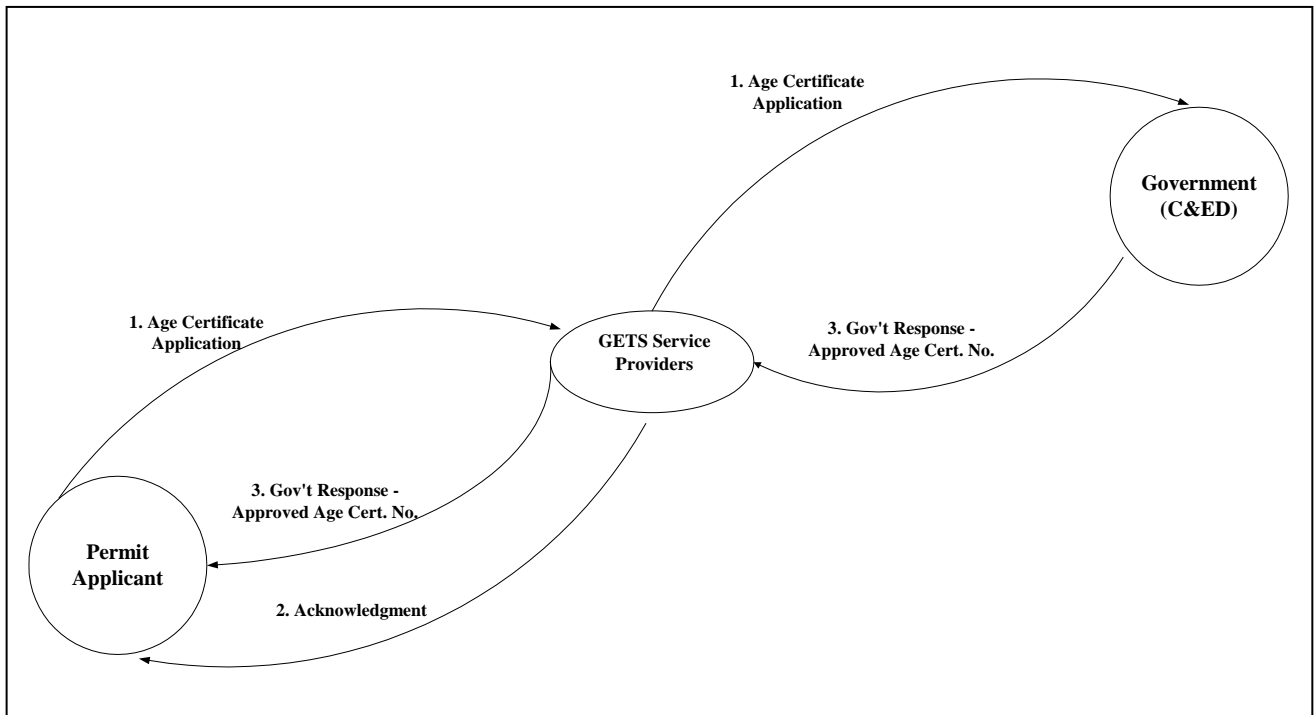 1. Age Certificate
Application
Government
(C&ED)
1. Age Certificate
Application
GETS Service
Providers
3. Gov't Response -
Approved Age Cert. No.
3. Gov't Response -
Approved Age Cert. No.
Permit
Applicant
2. Acknowledgment